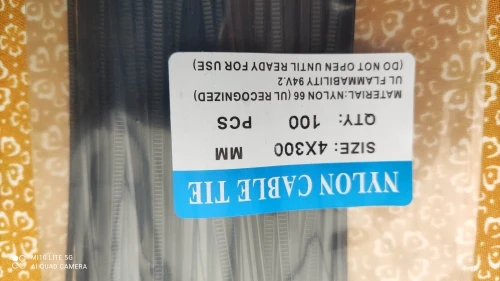 NYLON CABLE TIE
SIZE: 4X300 MM
QTY: 100 PCS
MATERIAL:NYLON 66 (UL RECOGNIZED)
UL FLAMMABILITY 94V.2
(DO NOT OPEN UNTIL READY FOR USE)
MI 10 LITE 5G
AI QUAD CAMERA